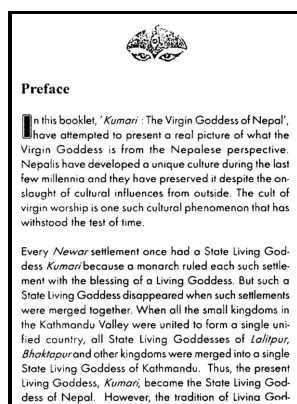 Preface
In this booklet, 'Kumari : The Virgin Goddess of Nepal', I
have attempted to present a real picture of what the
Virgin Goddess is from the Nepalese perspective.
Nepalis have developed a unique culture during the last
few millennia and they have preserved it despite the on-
slaught of cultural influences from outside. The cult of
virgin worship is one such cultural phenomenon that has
withstood the test of time.
Every Newar settlement once had a State Living God-
dess Kumari because a monarch ruled each such settle-
ment with the blessing of a Living Goddess. But such a
State Living Goddess disappeared when such settlements
were merged together. When all the small kingdoms in
the Kathmandu Valley were united to form a single uni-
fied country, all State Living Goddesses of Lalitpur,
Bhaktapur and other kingdoms were merged into a single
State Living Goddess of Kathmandu. Thus, the present
Living Goddess, Kumari, became the State Living God-
dess of Nepal. However, the tradition of Living God-